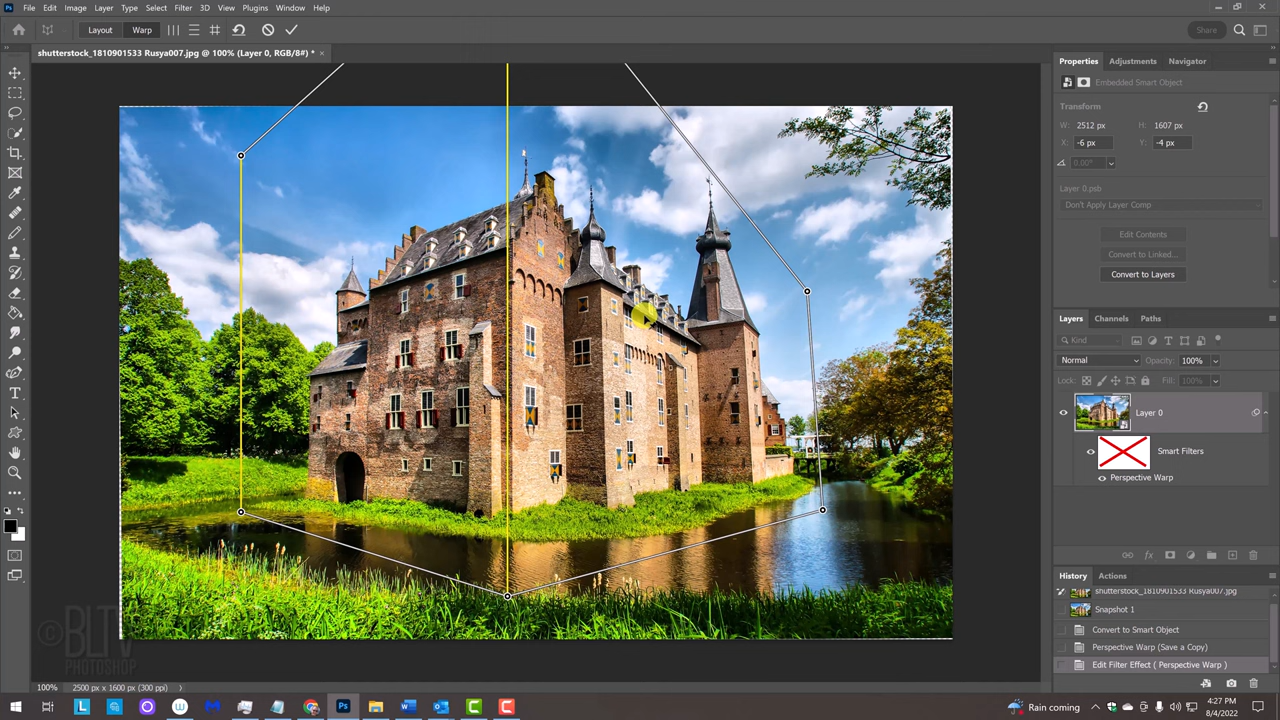 File Edit Image Layer Type Select Filter 3D View Plugins Window Help
Layout Warp Share
shutterstock_1810901533 Rusya007.jpg @ 100% (Layer 0, RGB/8#) * ×
Properties Adjustments Navigator
Embedded Smart Object
Transform
W: 2512 px H: 1607 px
X: -6 px Y: -4 px
0.00°
Layer 0.psb
Don't Apply Layer Comp
Edit Contents
Convert to Linked...
Convert to Layers
Layers Channels Paths
Kind
Normal Opacity: 100%
Lock: Fill: 100%
Layer 0
Smart Filters
Perspective Warp
History Actions
shutterstock_1810901533 Rusya007.jpg
Snapshot 1
Convert to Smart Object
Perspective Warp (Save a Copy)
Edit Filter Effect ( Perspective Warp )
© BLTV
PHOTOSHOP
100% 2500 px x 1600 px (300 ppi)
Rain coming
4:27 PM
8/4/2022